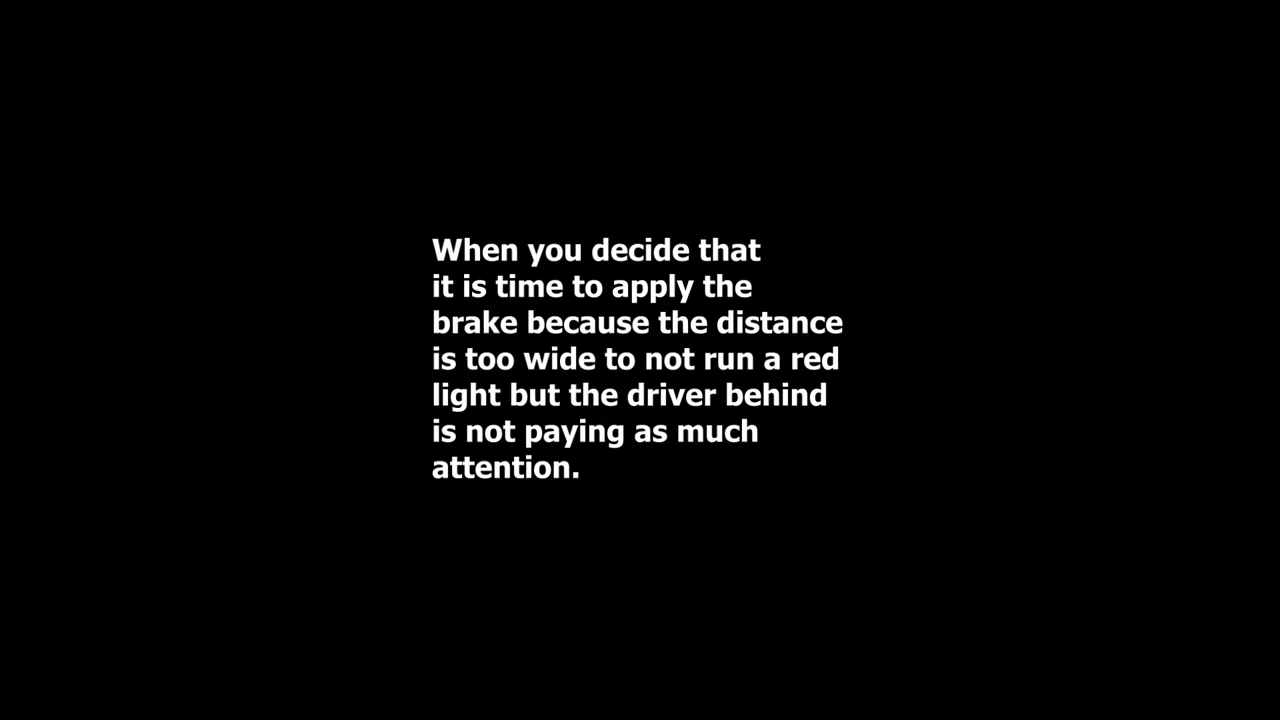 When you decide that
it is time to apply the
brake because the distance
is too wide to not run a red
light but the driver behind
is not paying as much
attention.